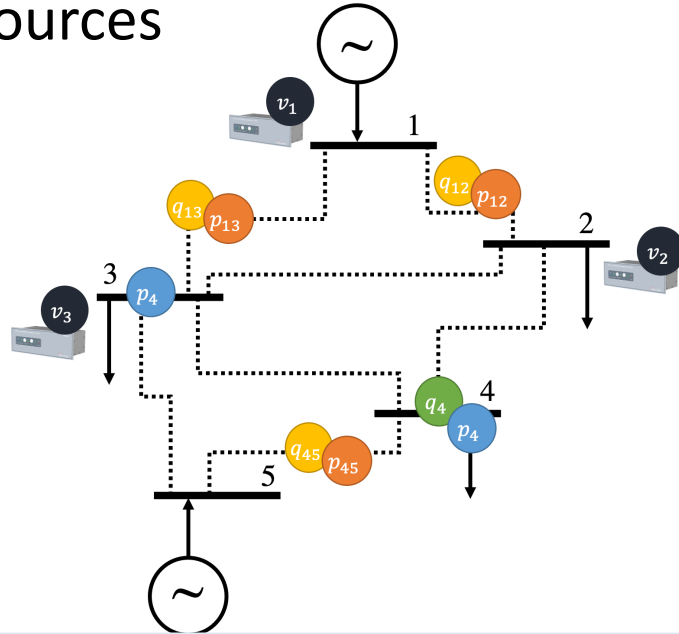 ources
~
v₁
1
q₁₂
p₁₂
q₁₃
p₁₃
2
v₂
3
p₄
v₃
4
q₄
p₄
q₄₅
p₄₅
5
~